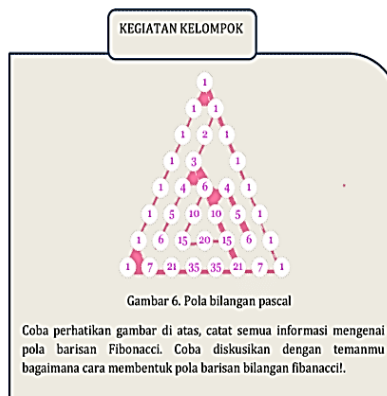 KEGIATAN KELOMPOK
1
1 1
1 2 1
1 3 1
1 4 6 4 1
1 5 10 10 5 1
1 6 15 20 15 6 1
1 7 21 35 35 21 7 1
Gambar 6. Pola bilangan pascal
Coba perhatikan gambar di atas, catat semua informasi mengenai
pola barisan Fibonacci. Coba diskusikan dengan temanmu
bagaimana cara membentuk pola barisan bilangan fibanacci!.